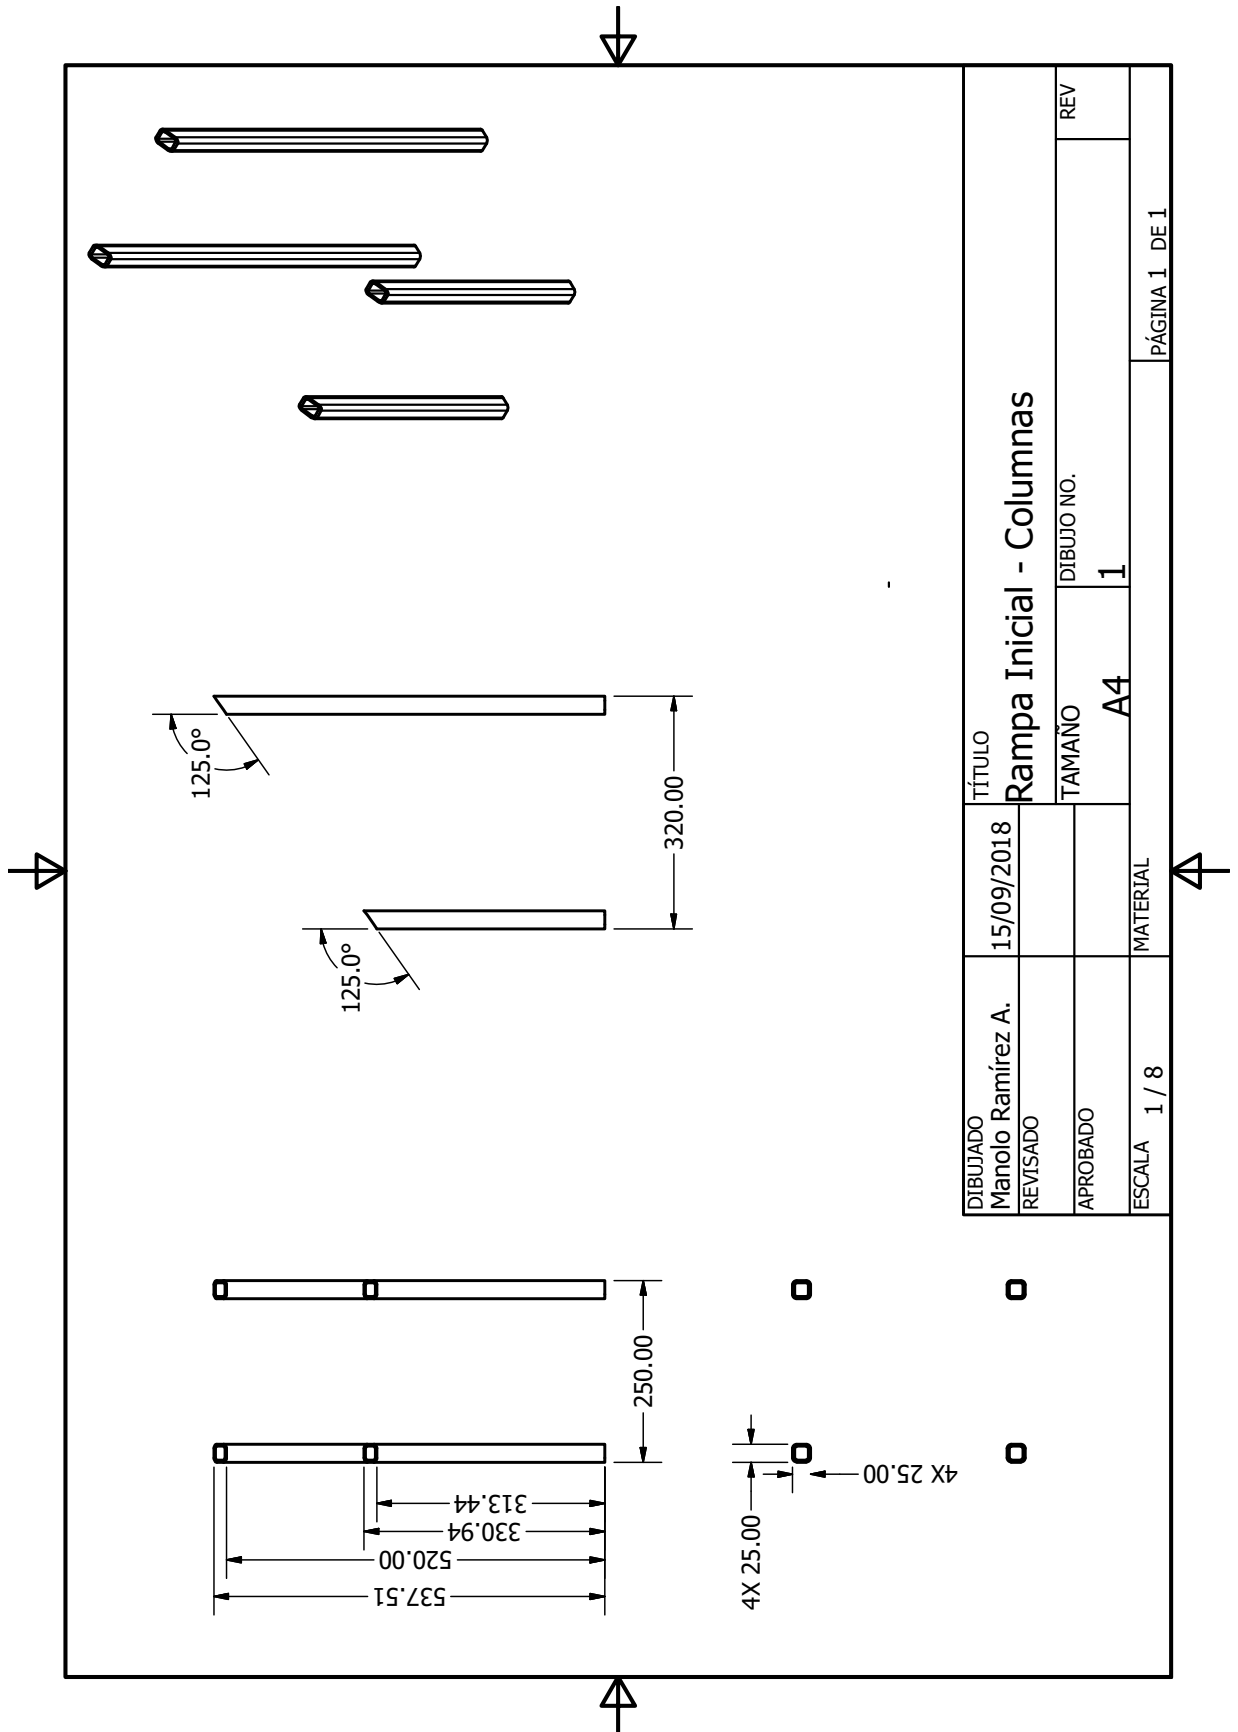 537.51
520.00
330.94
313.44
250.00
4X 25.00
4X 25.00
125.0°
125.0°
320.00
DIBUJADO
Manolo Ramírez A.
15/09/2018
REVISADO
APROBADO
TÍTULO
Rampa Inicial - Columnas
TAMAÑO
A4
DIBUJO NO.
1
REV
ESCALA 1 / 8
MATERIAL
PÁGINA 1 DE 1